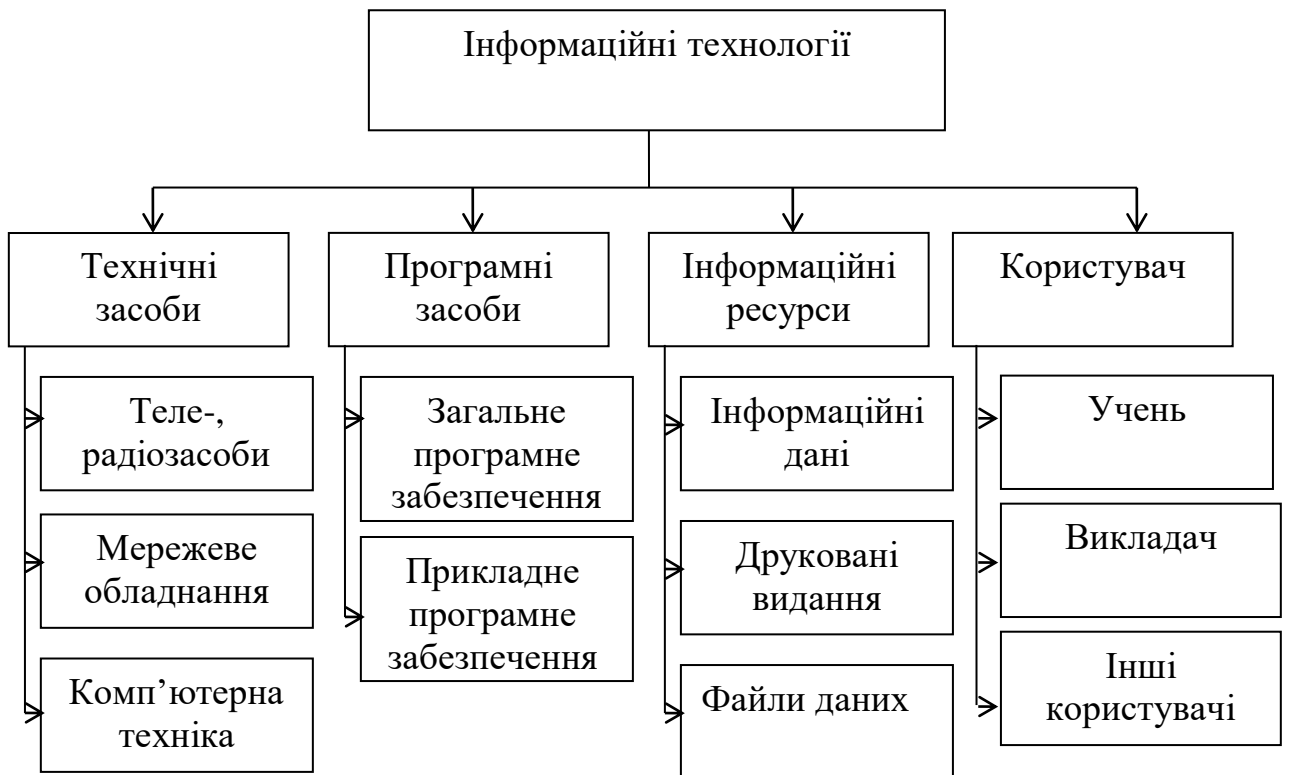 Інформаційні технології
Технічні
засоби
Програмні
засоби
Інформаційні
ресурси
Користувач
Теле-,
радіозасоби
Мережеве
обладнання
Комп’ютерна
техніка
Загальне
програмне
забезпечення
Прикладне
програмне
забезпечення
Інформаційні
дані
Друковані
видання
Файли даних
Учень
Викладач
Інші
користувачі